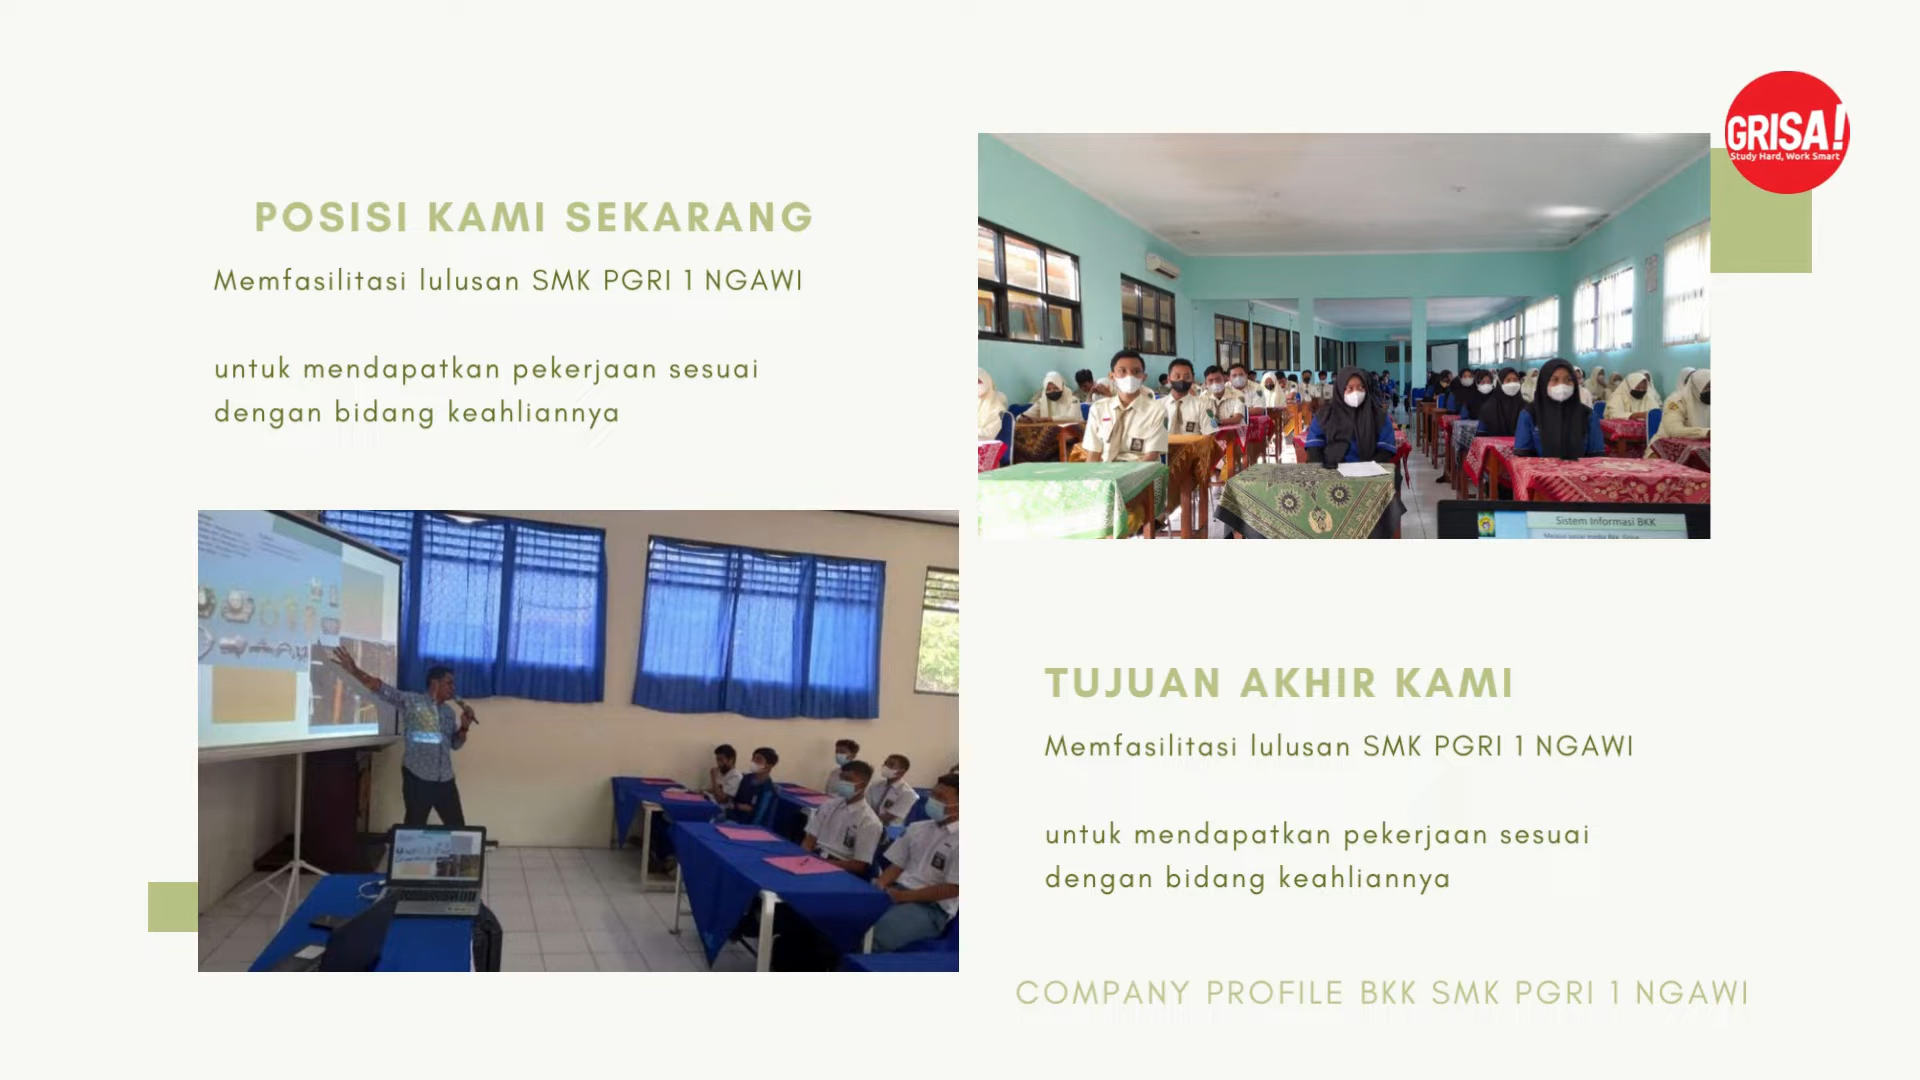 GRISA!
Study Hard, Work Smart
POSISI KAMI SEKARANG
Memfasilitasi lulusan SMK PGRI 1 NGAWI
untuk mendapatkan pekerjaan sesuai
dengan bidang keahliannya
Sistem Informasi BKK
TUJUAN AKHIR KAMI
Memfasilitasi lulusan SMK PGRI 1 NGAWI
untuk mendapatkan pekerjaan sesuai
dengan bidang keahliannya
COMPANY PROFILE BKK SMK PGRI 1 NGAWI